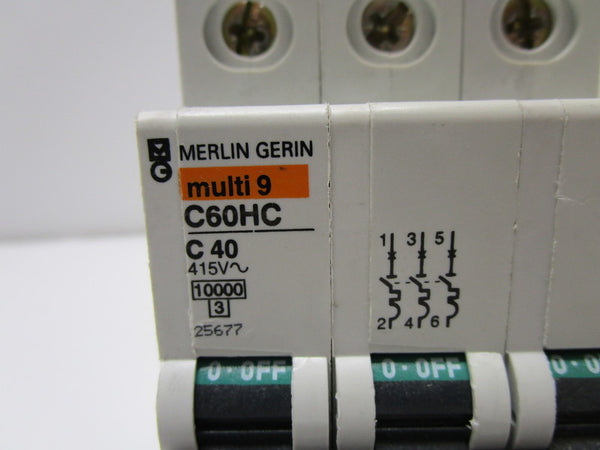 MERLIN GERIN
multi 9
C60HC
C 40
415V~
10000
3
25677
1 3 5
2 4 6
0·OFF
0·OFF
0·O